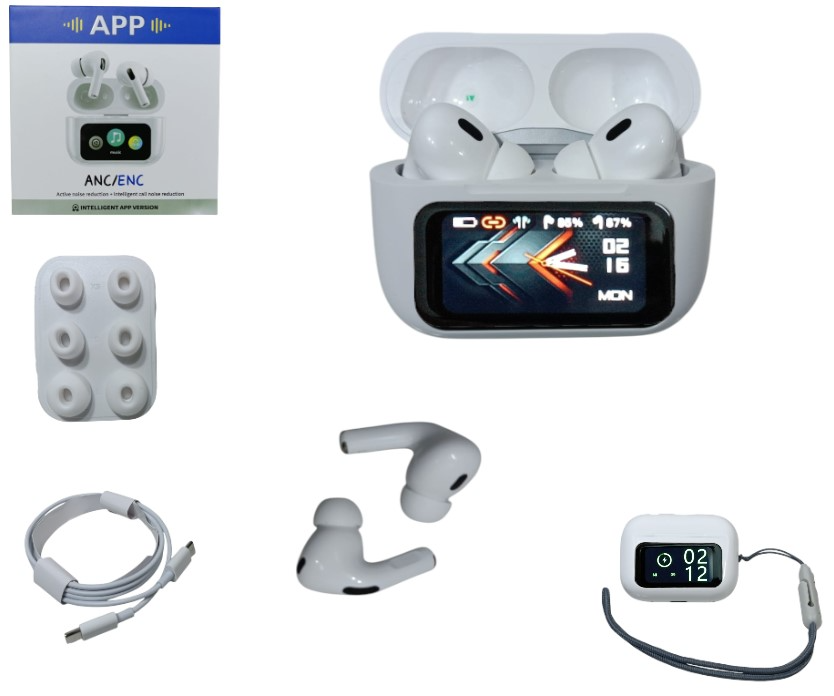 APP
music
ANC/ENC
Active noise reduction + Intelligent call noise reduction
INTELLIGENT APP VERSION
86% 67%
02
16
MON
02
12